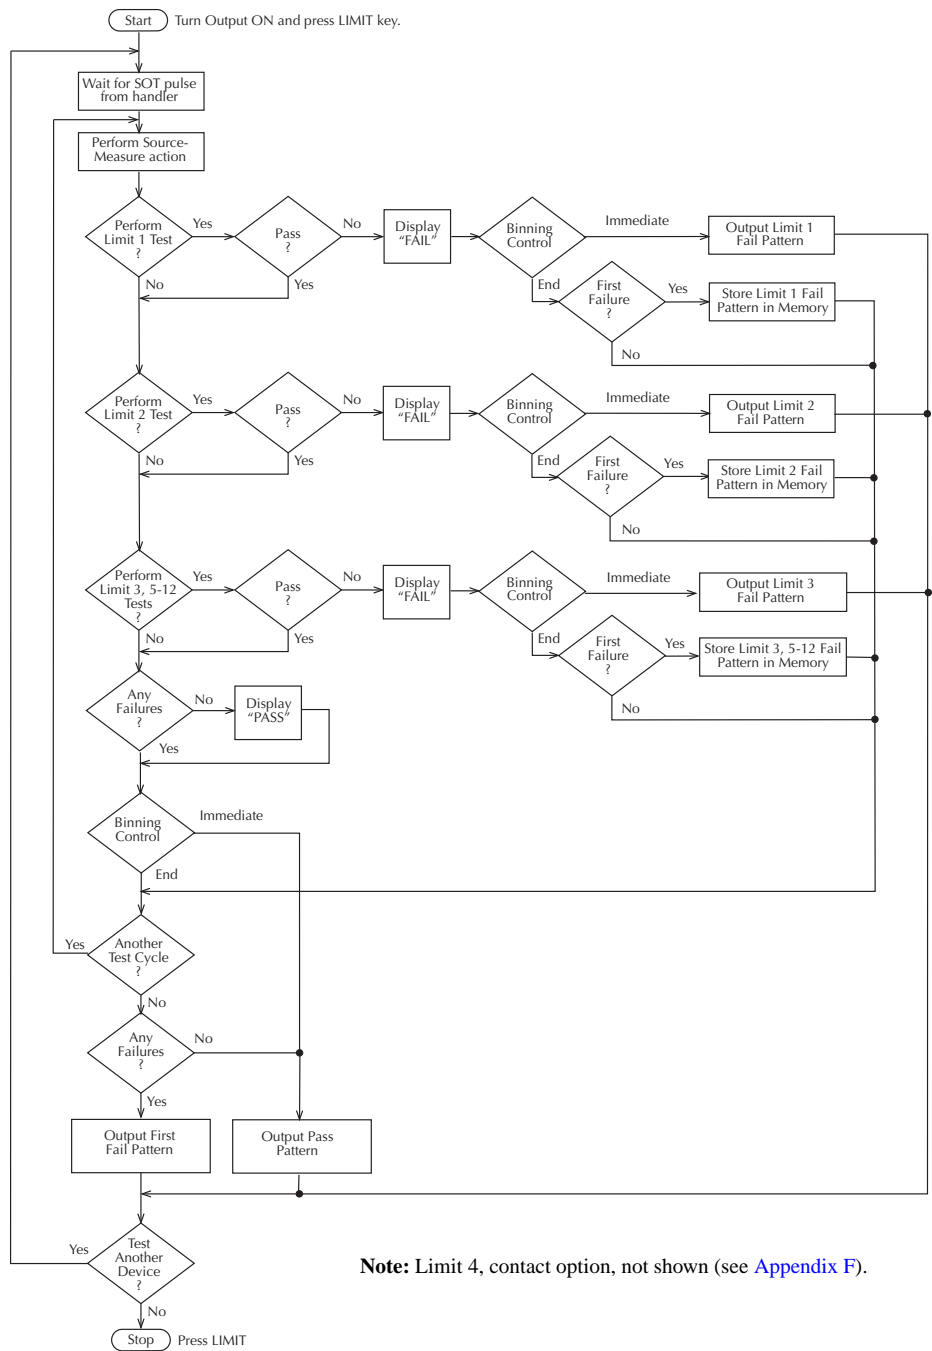 Start
Turn Output ON and press LIMIT key.
Wait for SOT pulse
from handler
Perform Source-
Measure action
Perform
Limit 1 Test
?
Yes
No
Pass
?
No
Yes
Display
“FAIL”
Binning
Control
Immediate
End
Output Limit 1
Fail Pattern
First
Failure
?
Yes
No
Store Limit 1 Fail
Pattern in Memory
Perform
Limit 2 Test
?
Yes
No
Pass
?
No
Yes
Display
“FAIL”
Binning
Control
Immediate
End
Output Limit 2
Fail Pattern
First
Failure
?
Yes
No
Store Limit 2 Fail
Pattern in Memory
Perform
Limit 3, 5-12
Tests
?
Yes
No
Pass
?
No
Yes
Display
“FAIL”
Binning
Control
Immediate
End
Output Limit 3
Fail Pattern
First
Failure
?
Yes
No
Store Limit 3, 5-12 Fail
Pattern in Memory
Any
Failures
?
No
Yes
Display
“PASS”
Binning
Control
Immediate
End
Another
Test Cycle
?
Yes
No
Any
Failures
?
No
Yes
Output First
Fail Pattern
Output Pass
Pattern
Test
Another
Device
?
Yes
No
Note: Limit 4, contact option, not shown (see Appendix F).
Stop
Press LIMIT